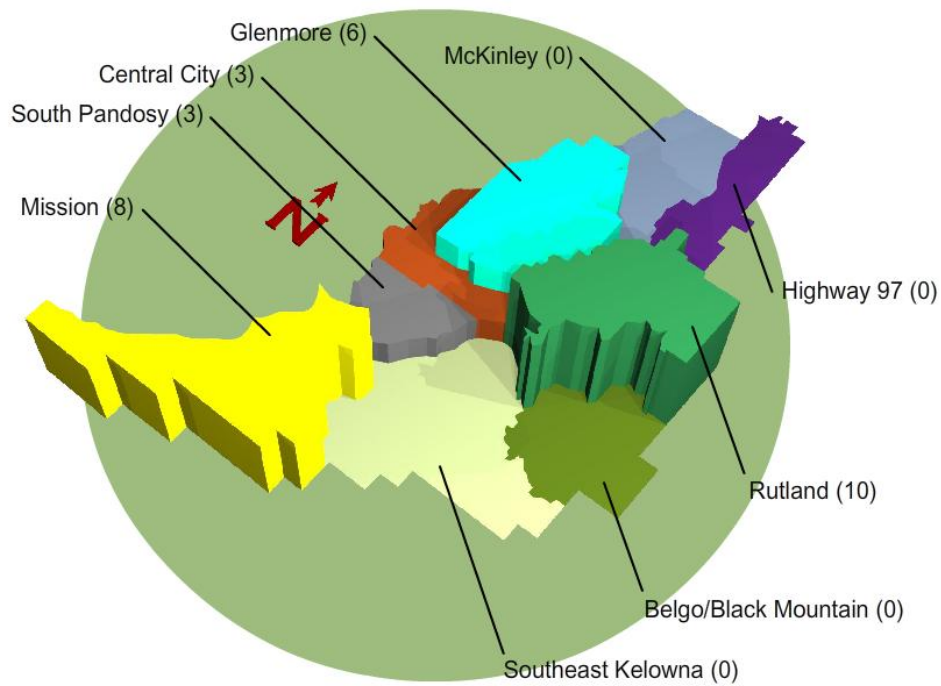 Glenmore (6)
McKinley (0)
Central City (3)
South Pandosy (3)
Mission (8)
N
Highway 97 (0)
Rutland (10)
Belgo/Black Mountain (0)
Southeast Kelowna (0)